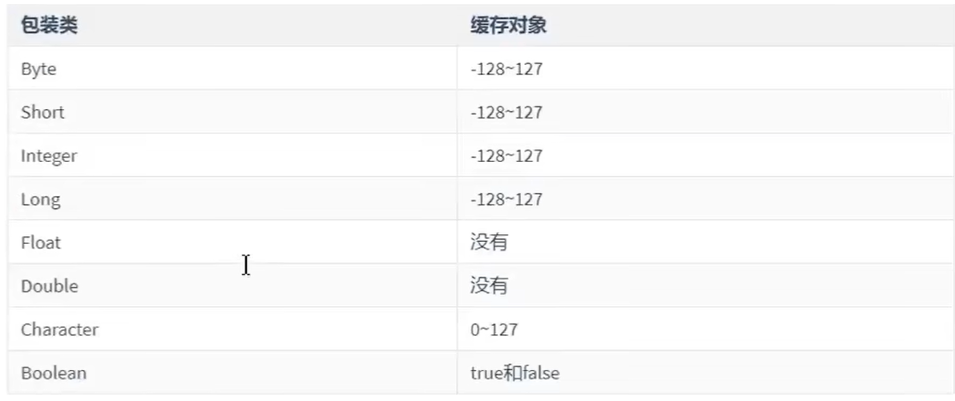 包装类 缓存对象
Byte -128~127
Short -128~127
Integer -128~127
Long -128~127
Float 没有
Double 没有
Character 0~127
Boolean true和false